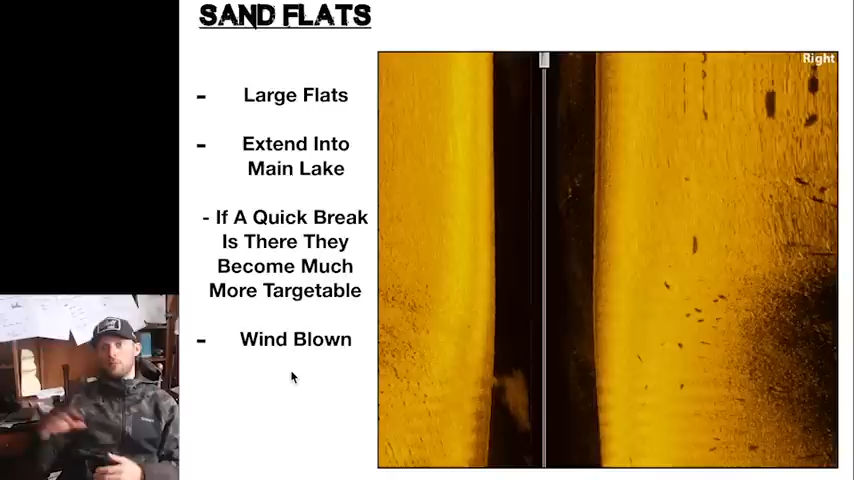 SAND FLATS
Right
- Large Flats
- Extend Into
Main Lake
- If A Quick Break
Is There They
Become Much
More Targetable
- Wind Blown